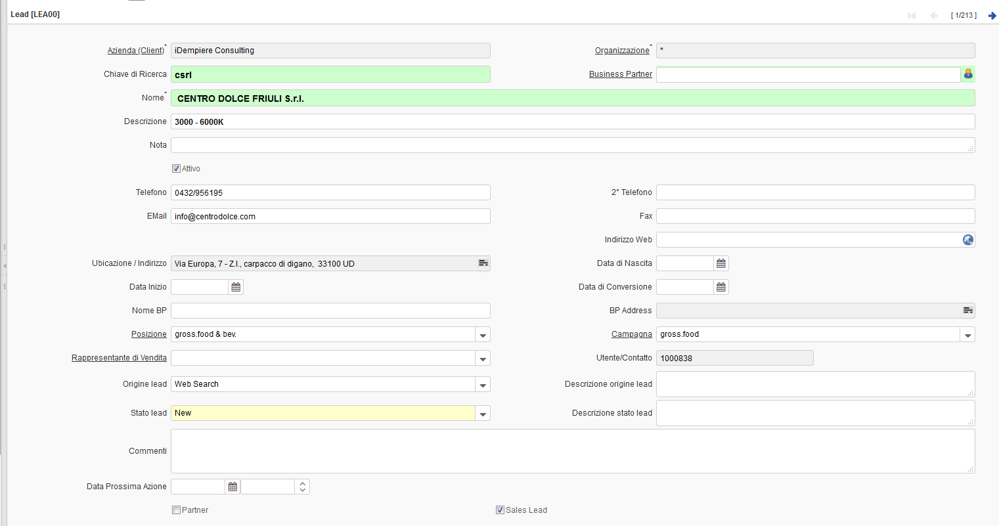 Lead [LEA00]
[ 1/213 ]
Azienda (Client)* iDempiere Consulting Organizzazione* *
Chiave di Ricerca csrl Business Partner
Nome* CENTRO DOLCE FRIULI S.r.l.
Descrizione 3000 - 6000K
Nota
Attivo
Telefono 0432/956195 2° Telefono
EMail info@centrodolce.com Fax
Indirizzo Web
Ubicazione / Indirizzo Via Europa, 7 - Z.I., carpacco di digano, 33100 UD Data di Nascita
Data Inizio Data di Conversione
Nome BP BP Address
Posizione gross.food & bev. Campagna gross.food
Rappresentante di Vendita Utente/Contatto 1000838
Origine lead Web Search Descrizione origine lead
Stato lead New Descrizione stato lead
Commenti
Data Prossima Azione
Partner Sales Lead